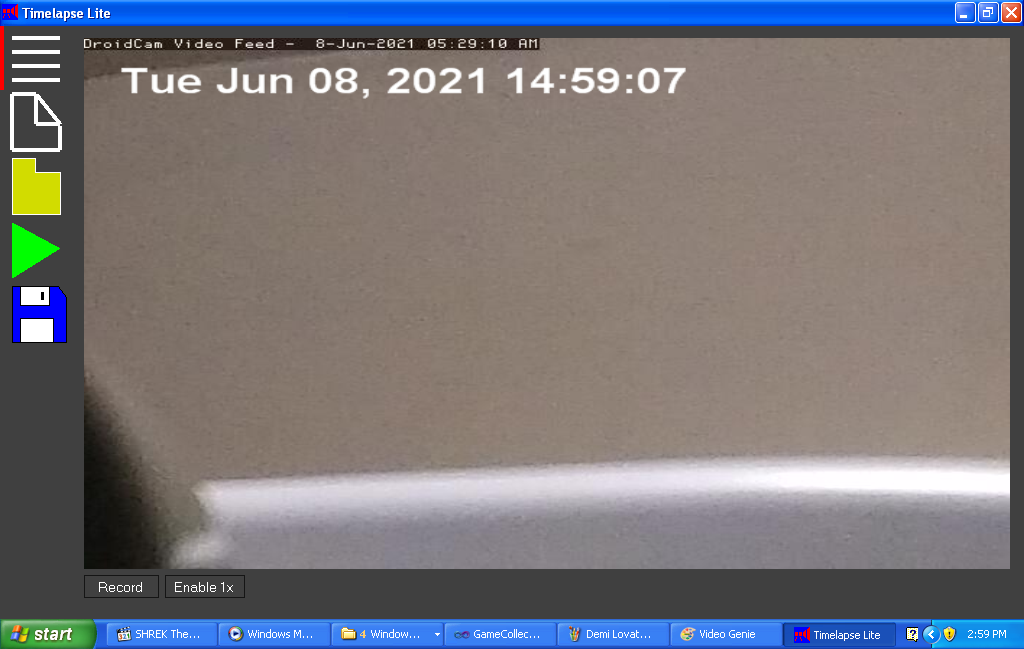 Timelapse Lite
DroidCam Video Feed - 8-Jun-2021 05:29:10 AM
Tue Jun 08, 2021 14:59:07
Record
Enable 1x
start
SHREK The...
Windows M...
4 Window...
GameCollec...
Demi Lovat...
Video Genie
Timelapse Lite
2:59 PM